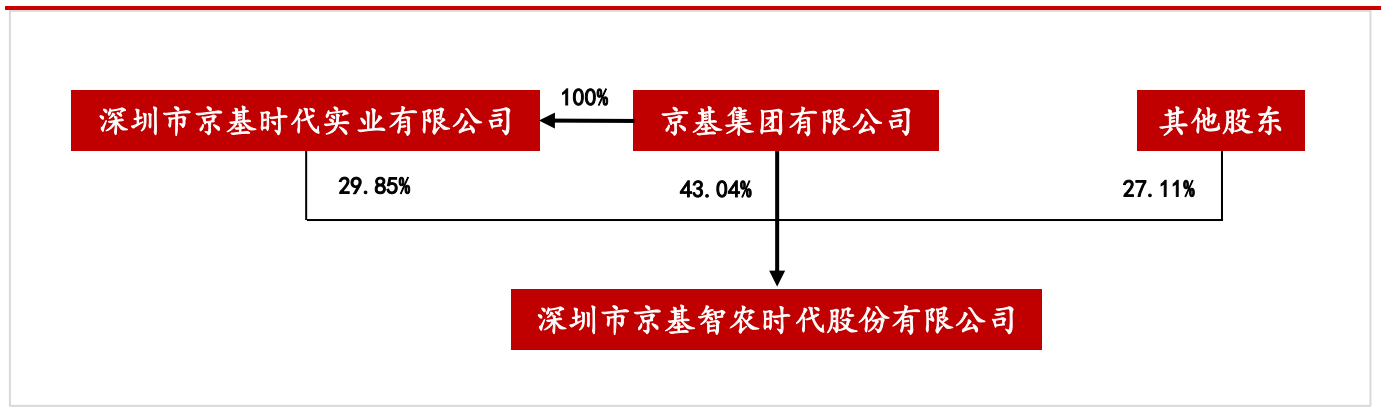 100%
深圳市京基时代实业有限公司
京基集团有限公司
其他股东
29.85%
43.04%
27.11%
深圳市京基智农时代股份有限公司